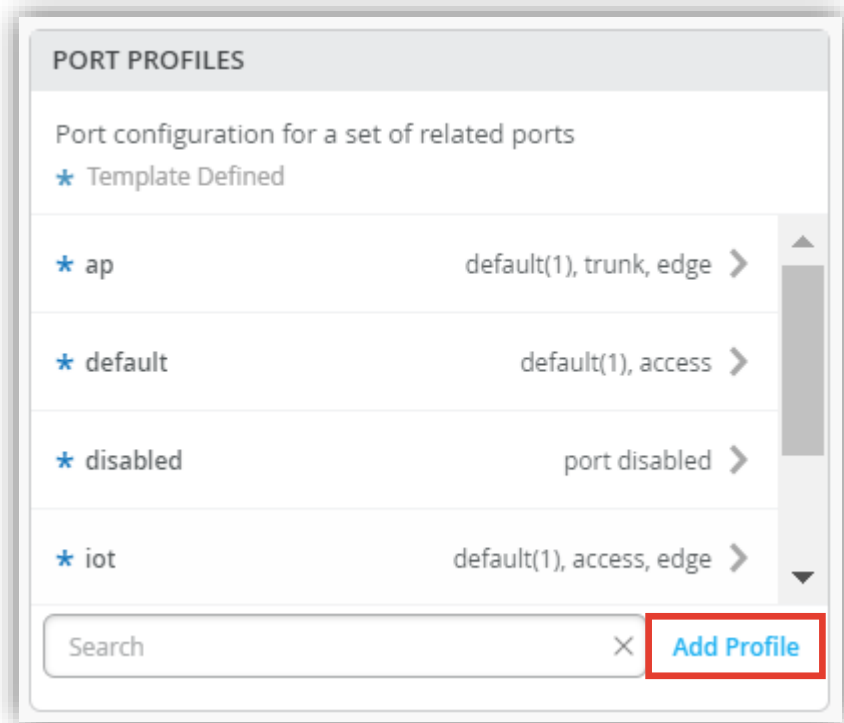 PORT PROFILES
Port configuration for a set of related ports
* Template Defined
* ap default(1), trunk, edge
* default default(1), access
* disabled port disabled
* iot default(1), access, edge
Search Add Profile